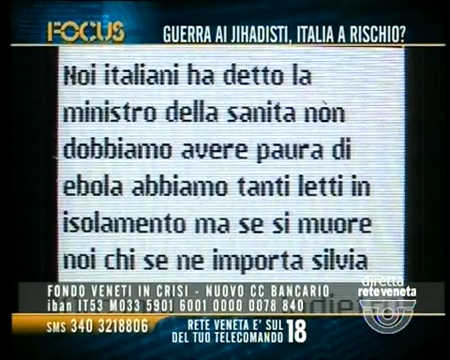 FOCUS
GUERRA AI JIHADISTI, ITALIA A RISCHIO?
Noi italiani ha detto la
ministro della sanita nòn
dobbiamo avere paura di
ebola abbiamo tanti letti in
isolamento ma se si muore
noi chi se ne importa silvia
diretta
reteveneta
FONDO VENETI IN CRISI - NUOVO CC BANCARIO
iban IT53 M033 5901 6001 0000 0078 840
SMS 340 3218806
RETE VENETA E' SUL
DEL TUO TELECOMANDO 18